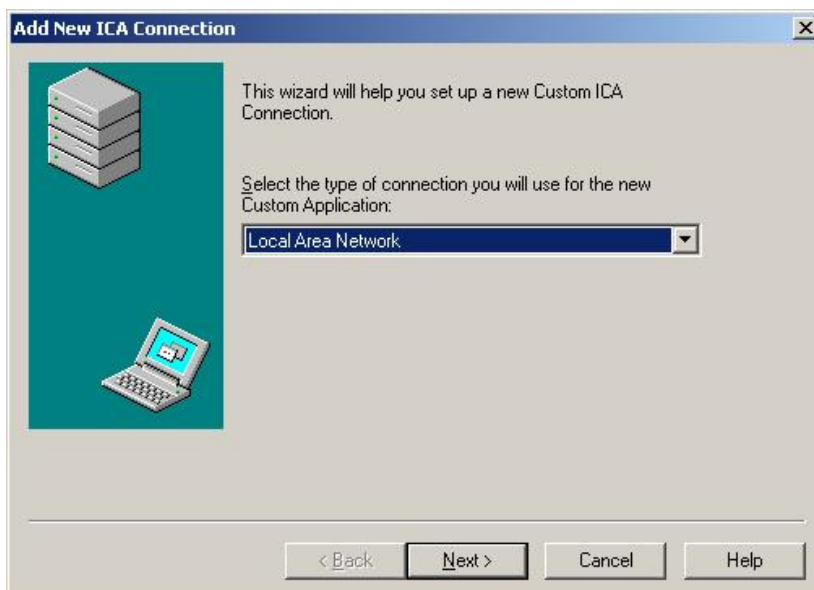 Add New ICA Connection
This wizard will help you set up a new Custom ICA
Connection.
Select the type of connection you will use for the new
Custom Application:
Local Area Network
< Back
Next >
Cancel
Help